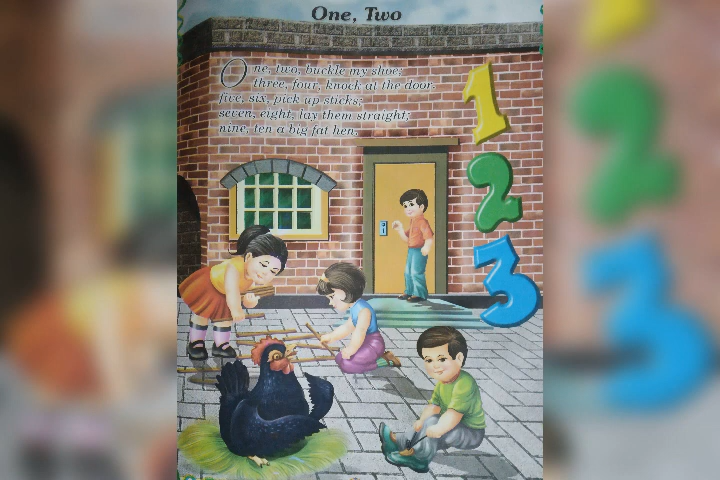 One, Two
One, two, buckle my shoe;
three, four, knock at the door.
five, six, pick up sticks;
seven, eight, lay them straight;
nine, ten a big fat hen.
1
2
3